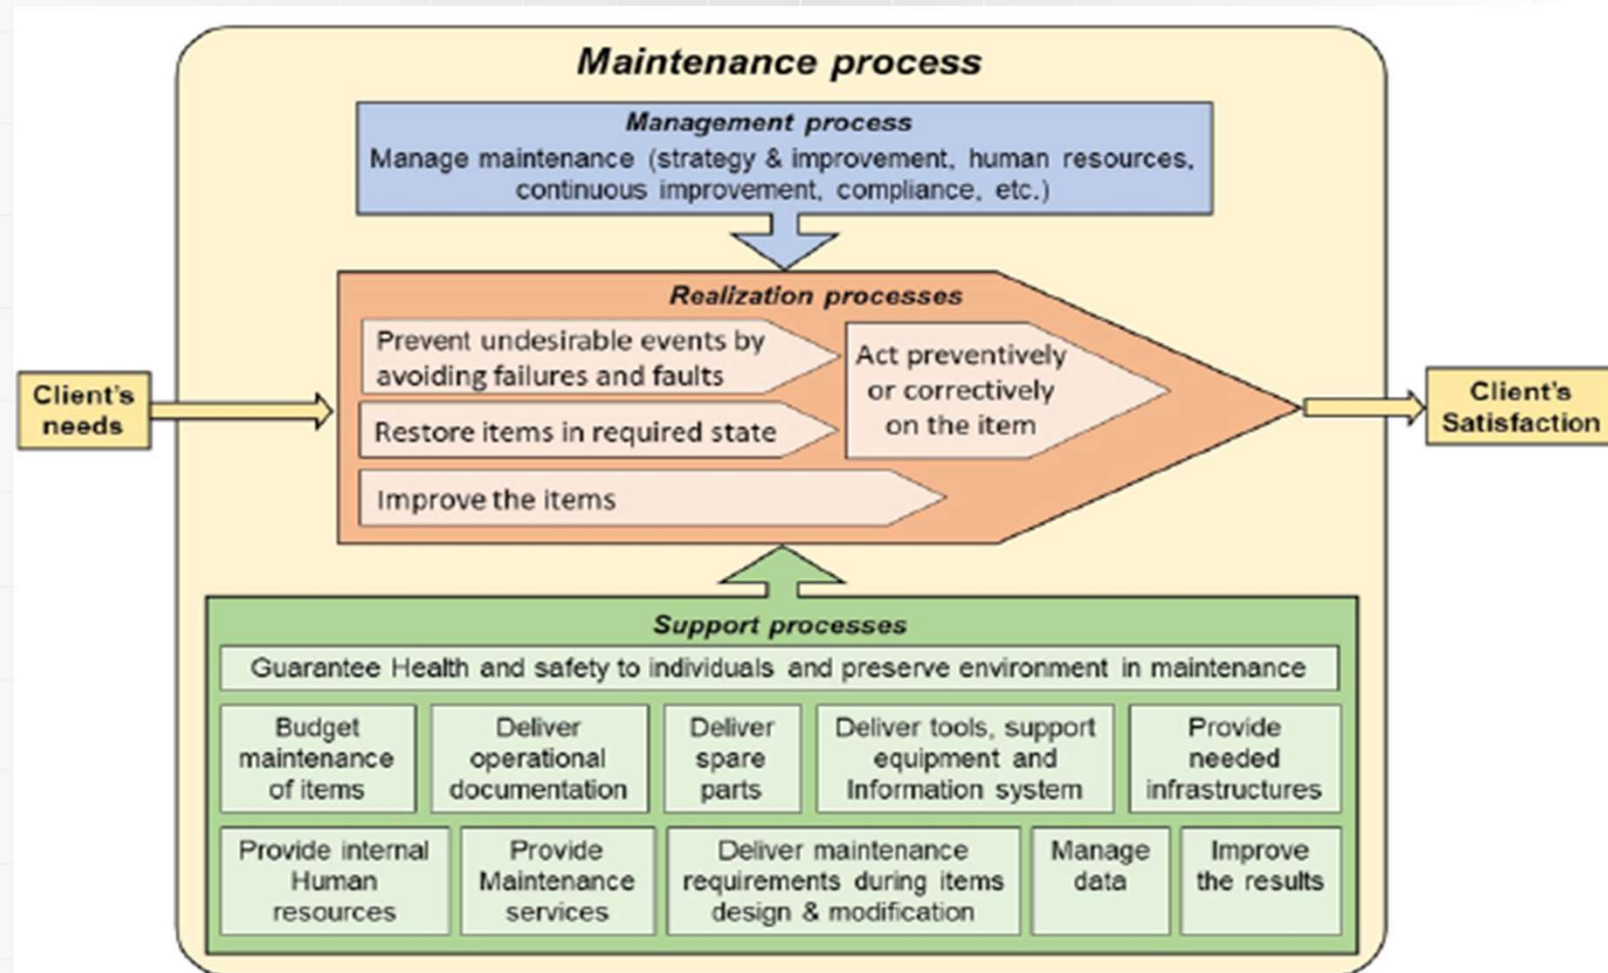 Maintenance process
Management process
Manage maintenance (strategy & improvement, human resources,
continuous improvement, compliance, etc.)
Realization processes
Prevent undesirable events by
avoiding failures and faults
Act preventively
or correctively
on the item
Restore items in required state
Improve the items
Client's
needs
Client's
Satisfaction
Support processes
Guarantee Health and safety to individuals and preserve environment in maintenance
Budget
maintenance
of items
Deliver
operational
documentation
Deliver
spare
parts
Deliver tools, support
equipment and
Information system
Provide
needed
infrastructures
Provide internal
Human
resources
Provide
Maintenance
services
Deliver maintenance
requirements during items
design & modification
Manage
data
Improve
the results